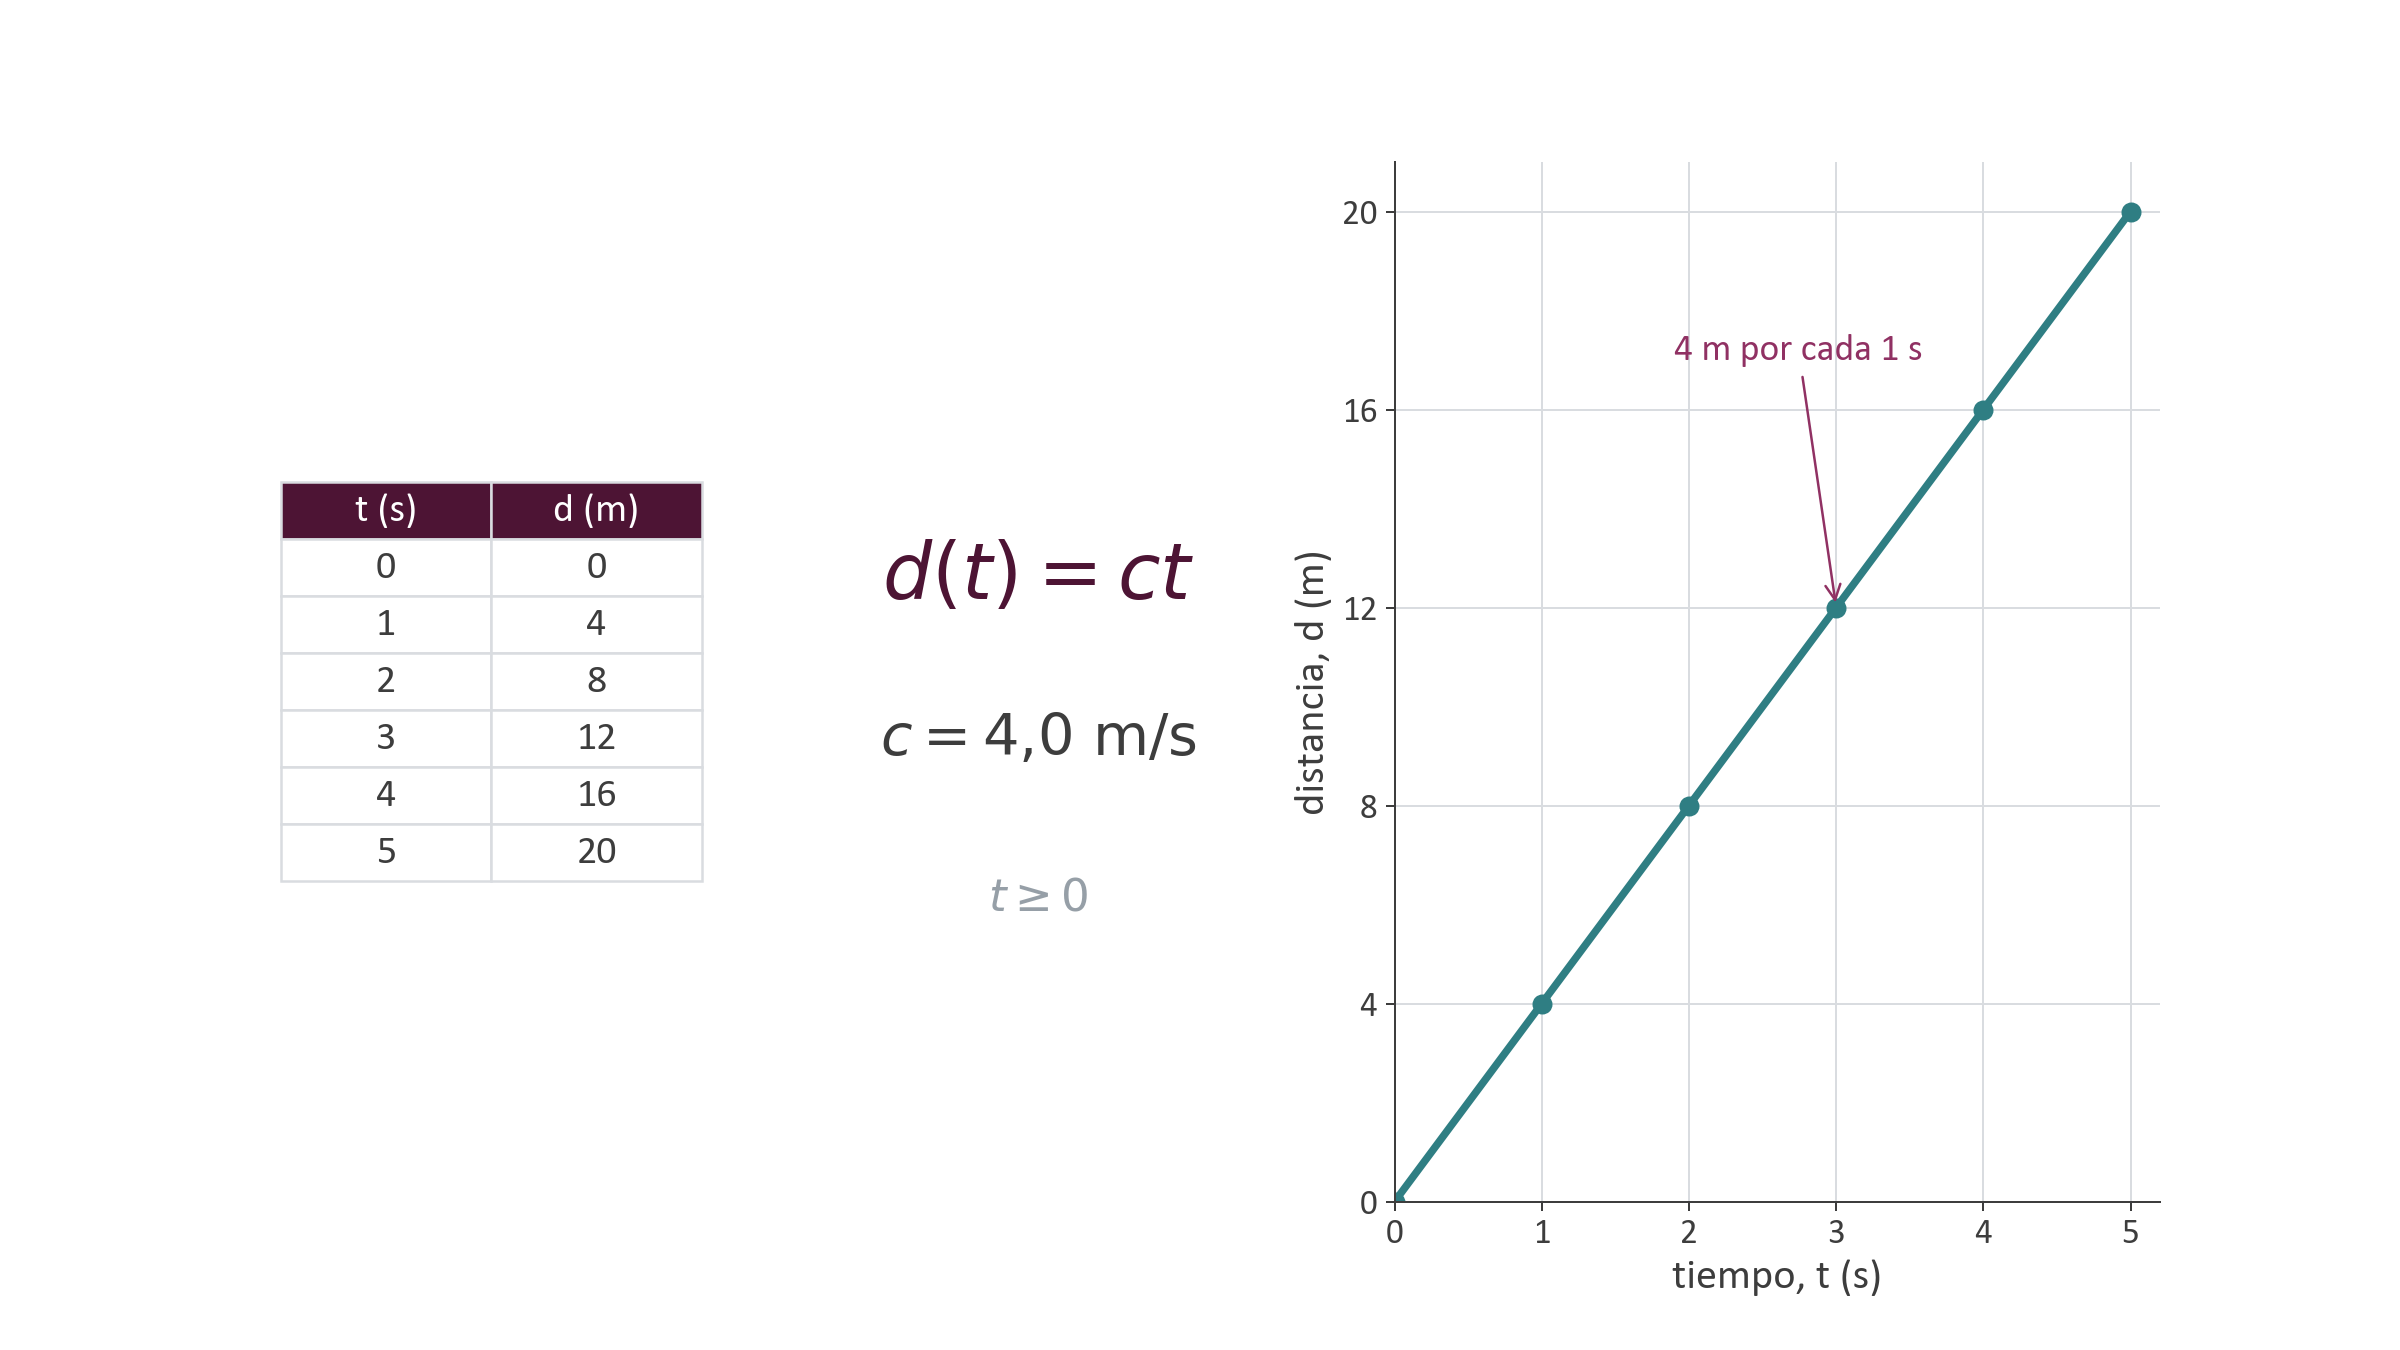 t (s) d (m)
0 0
1 4
2 8
3 12
4 16
5 20
d(t) = ct
c = 4,0 m/s
t ≥ 0
distancia, d (m)
20
16
12
8
4
0
4 m por cada 1 s
0 1 2 3 4 5
tiempo, t (s)